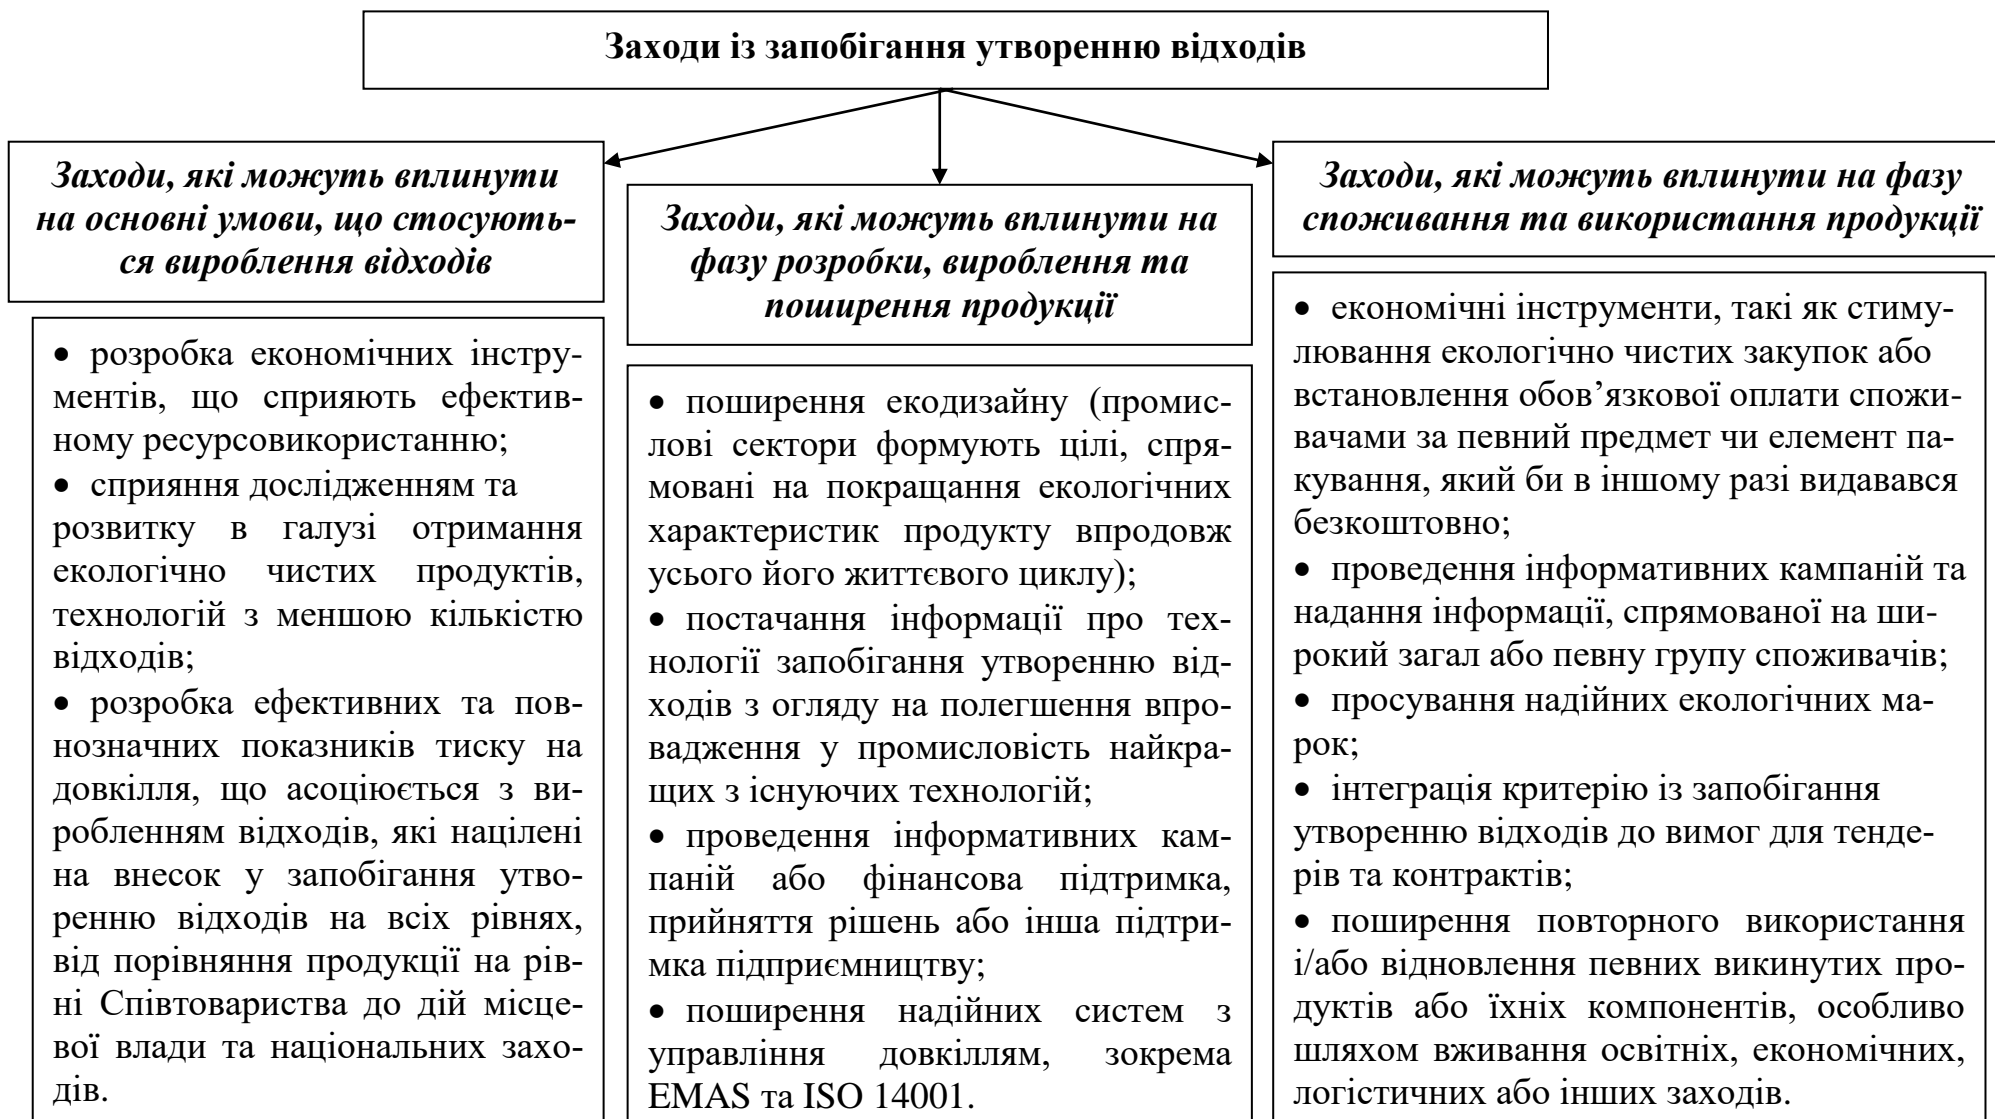 Заходи із запобігання утворенню відходів
Заходи, які можуть вплинути
на основні умови, що стосують-
ся вироблення відходів
• розробка економічних інстру-
ментів, що сприяють ефектив-
ному ресурсовикористанню;
• сприяння дослідженням та
розвитку в галузі отримання
екологічно чистих продуктів,
технологій з меншою кількістю
відходів;
• розробка ефективних та пов-
нозначних показників тиску на
довкілля, що асоціюється з ви-
робленням відходів, які націлені
на внесок у запобігання утво-
ренню відходів на всіх рівнях,
від порівняння продукції на рів-
ні Співтовариства до дій місце-
вої влади та національних захо-
дів.
Заходи, які можуть вплинути на
фазу розробки, вироблення та
поширення продукції
• поширення екодизайну (промис-
лові сектори формують цілі, спря-
мовані на покращання екологічних
характеристик продукту впродовж
усього його життєвого циклу);
• постачання інформації про тех-
нології запобігання утворенню від-
ходів з огляду на полегшення впро-
вадження у промисловість найкра-
щих з існуючих технологій;
• проведення інформативних кам-
паній або фінансова підтримка,
прийняття рішень або інша підтри-
мка підприємництву;
• поширення надійних систем з
управління довкіллям, зокрема
EMAS та ISO 14001.
Заходи, які можуть вплинути на фазу
споживання та використання продукції
• економічні інструменти, такі як стиму-
лювання екологічно чистих закупок або
встановлення обов’язкової оплати спожи-
вачами за певний предмет чи елемент па-
кування, який би в іншому разі видавався
безкоштовно;
• проведення інформативних кампаній та
надання інформації, спрямованої на ши-
рокий загал або певну групу споживачів;
• просування надійних екологічних ма-
рок;
• інтеграція критерію із запобігання
утворенню відходів до вимог для тенде-
рів та контрактів;
• поширення повторного використання
і/або відновлення певних викинутих про-
дуктів або їхніх компонентів, особливо
шляхом вживання освітніх, економічних,
логістичних або інших заходів.